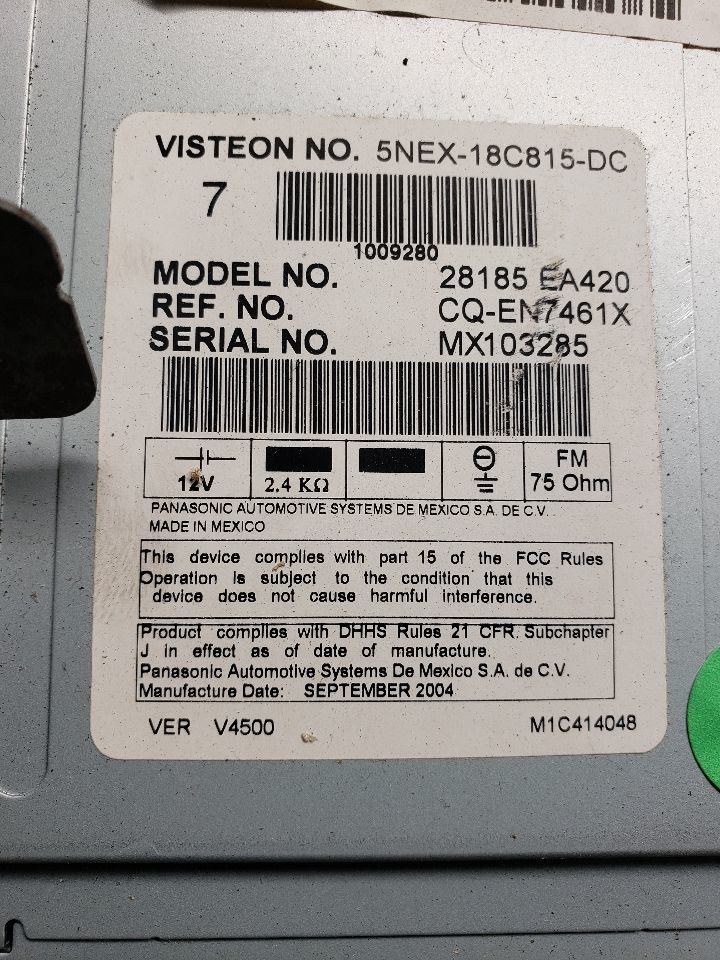 VISTEON NO. 5NEX-18C815-DC
7
1009280
MODEL NO. 28185 EA420
REF. NO. CQ-EN7461X
SERIAL NO. MX103285
12V 2.4 KΩ FM 75 Ohm
PANASONIC AUTOMOTIVE SYSTEMS DE MEXICO S.A. DE C.V.
MADE IN MEXICO
This device complies with part 15 of the FCC Rules
Operation is subject to the condition that this
device does not cause harmful interference.
Product complies with DHHS Rules 21 CFR. Subchapter
J in effect as of date of manufacture.
Panasonic Automotive Systems De Mexico S.A. de C.V.
Manufacture Date: SEPTEMBER 2004
VER V4500 M1C414048